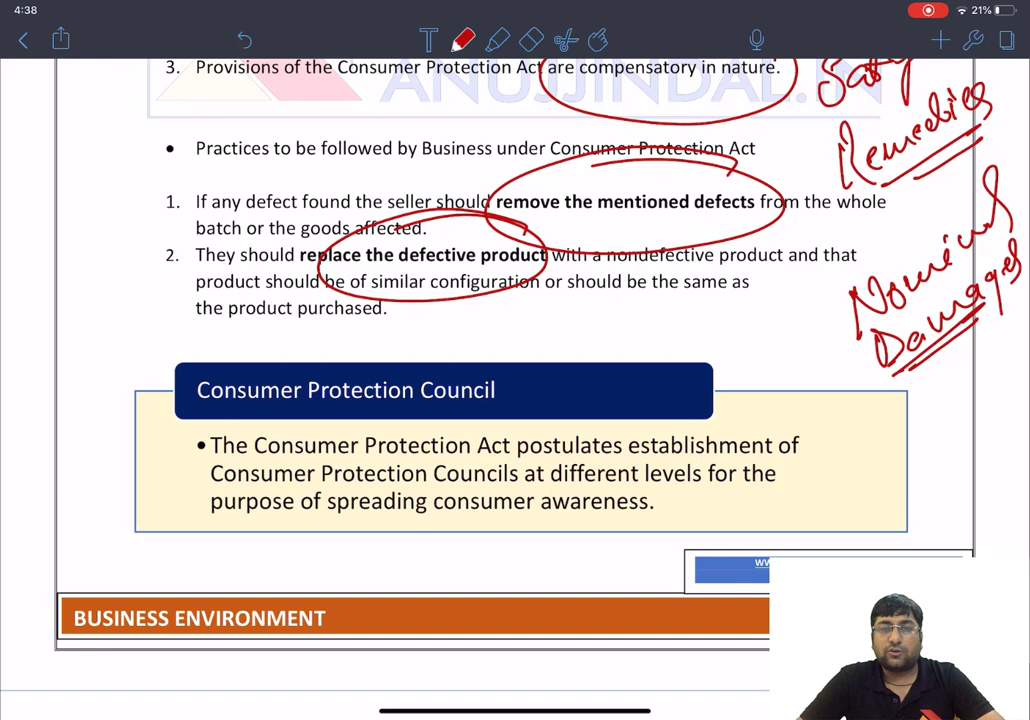 4:38
21%
T
3. Provisions of the Consumer Protection Act are compensatory in nature.
ANUJJINDAL.IN
Remedies
• Practices to be followed by Business under Consumer Protection Act
1. If any defect found the seller should remove the mentioned defects from the whole
batch or the goods affected.
2. They should replace the defective product with a nondefective product and that
product should be of similar configuration or should be the same as
the product purchased.
Damages
Consumer Protection Council
• The Consumer Protection Act postulates establishment of
Consumer Protection Councils at different levels for the
purpose of spreading consumer awareness.
BUSINESS ENVIRONMENT